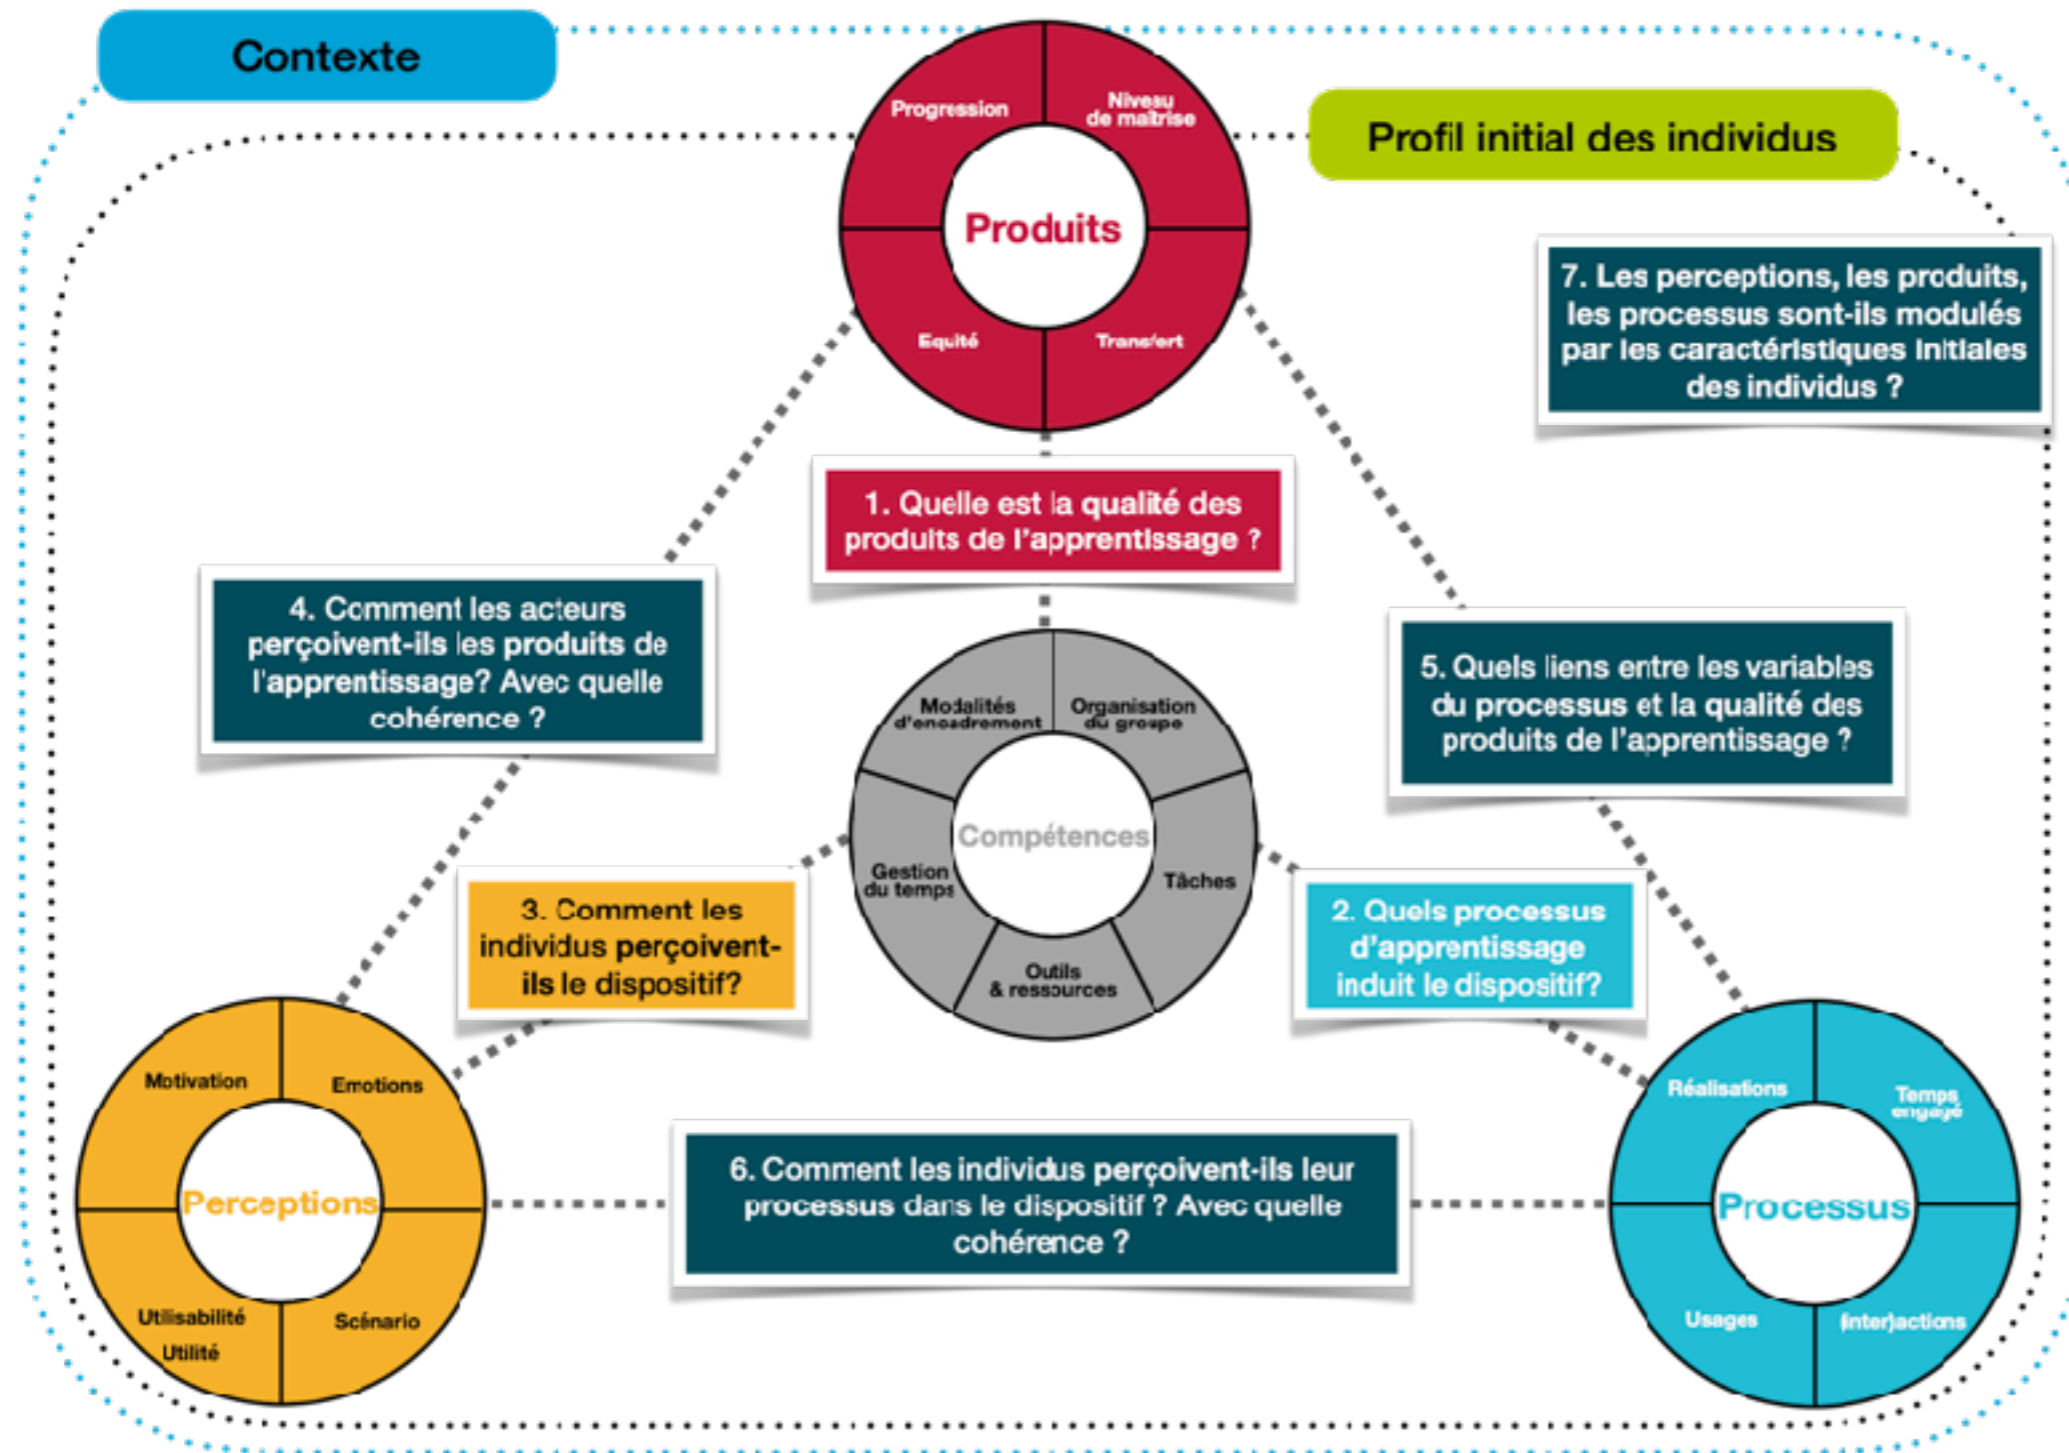 Contexte
Progression
Niveau
de maîtrise
Profil initial des individus
Produits
Equité
Transfert
7. Les perceptions, les produits,
les processus sont-ils modulés
par les caractéristiques initiales
des individus ?
1. Quelle est la qualité des
produits de l'apprentissage ?
4. Comment les acteurs
perçoivent-ils les produits de
l'apprentissage? Avec quelle
cohérence ?
5. Quels liens entre les variables
du processus et la qualité des
produits de l'apprentissage ?
Modalités
d'encadrement
Organisation
du groupe
Compétences
Gestion
du temps
Tâches
Outils
& ressources
3. Comment les
individus perçoivent-
ils le dispositif?
2. Quels processus
d'apprentissage
induit le dispositif?
Motivation
Emotions
Perceptions
Utilisabilité
Utilité
Scénario
6. Comment les individus perçoivent-ils leur
processus dans le dispositif ? Avec quelle
cohérence ?
Réalisations
Temps
engagé
Processus
Usages
(inter)actions